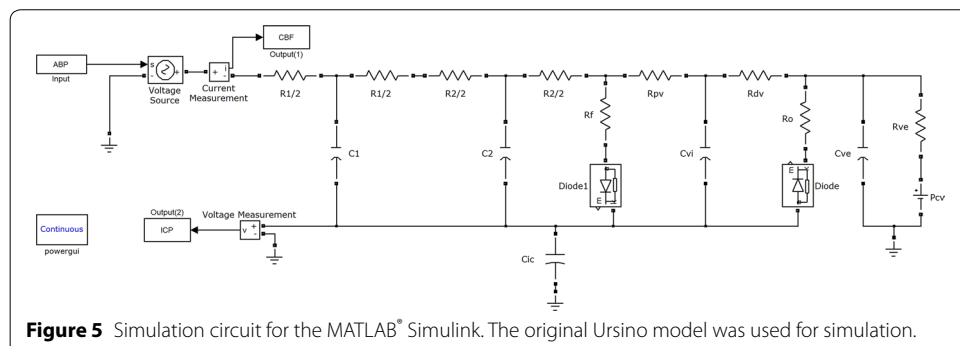 CBF
Output(1)
ABP
Input
s
-
+
Voltage
Source
+
i
-
Current
Measurement
R1/2
R1/2
R2/2
R2/2
Rpv
Rdv
Rf
Ro
Rve
C1
C2
Cvi
Cve
Diode1
E
Diode
E
+
Pcv
Output(2)
ICP
Voltage Measurement
v
+
-
Continuous
powergui
Cic
Figure 5 Simulation circuit for the MATLAB® Simulink. The original Ursino model was used for simulation.